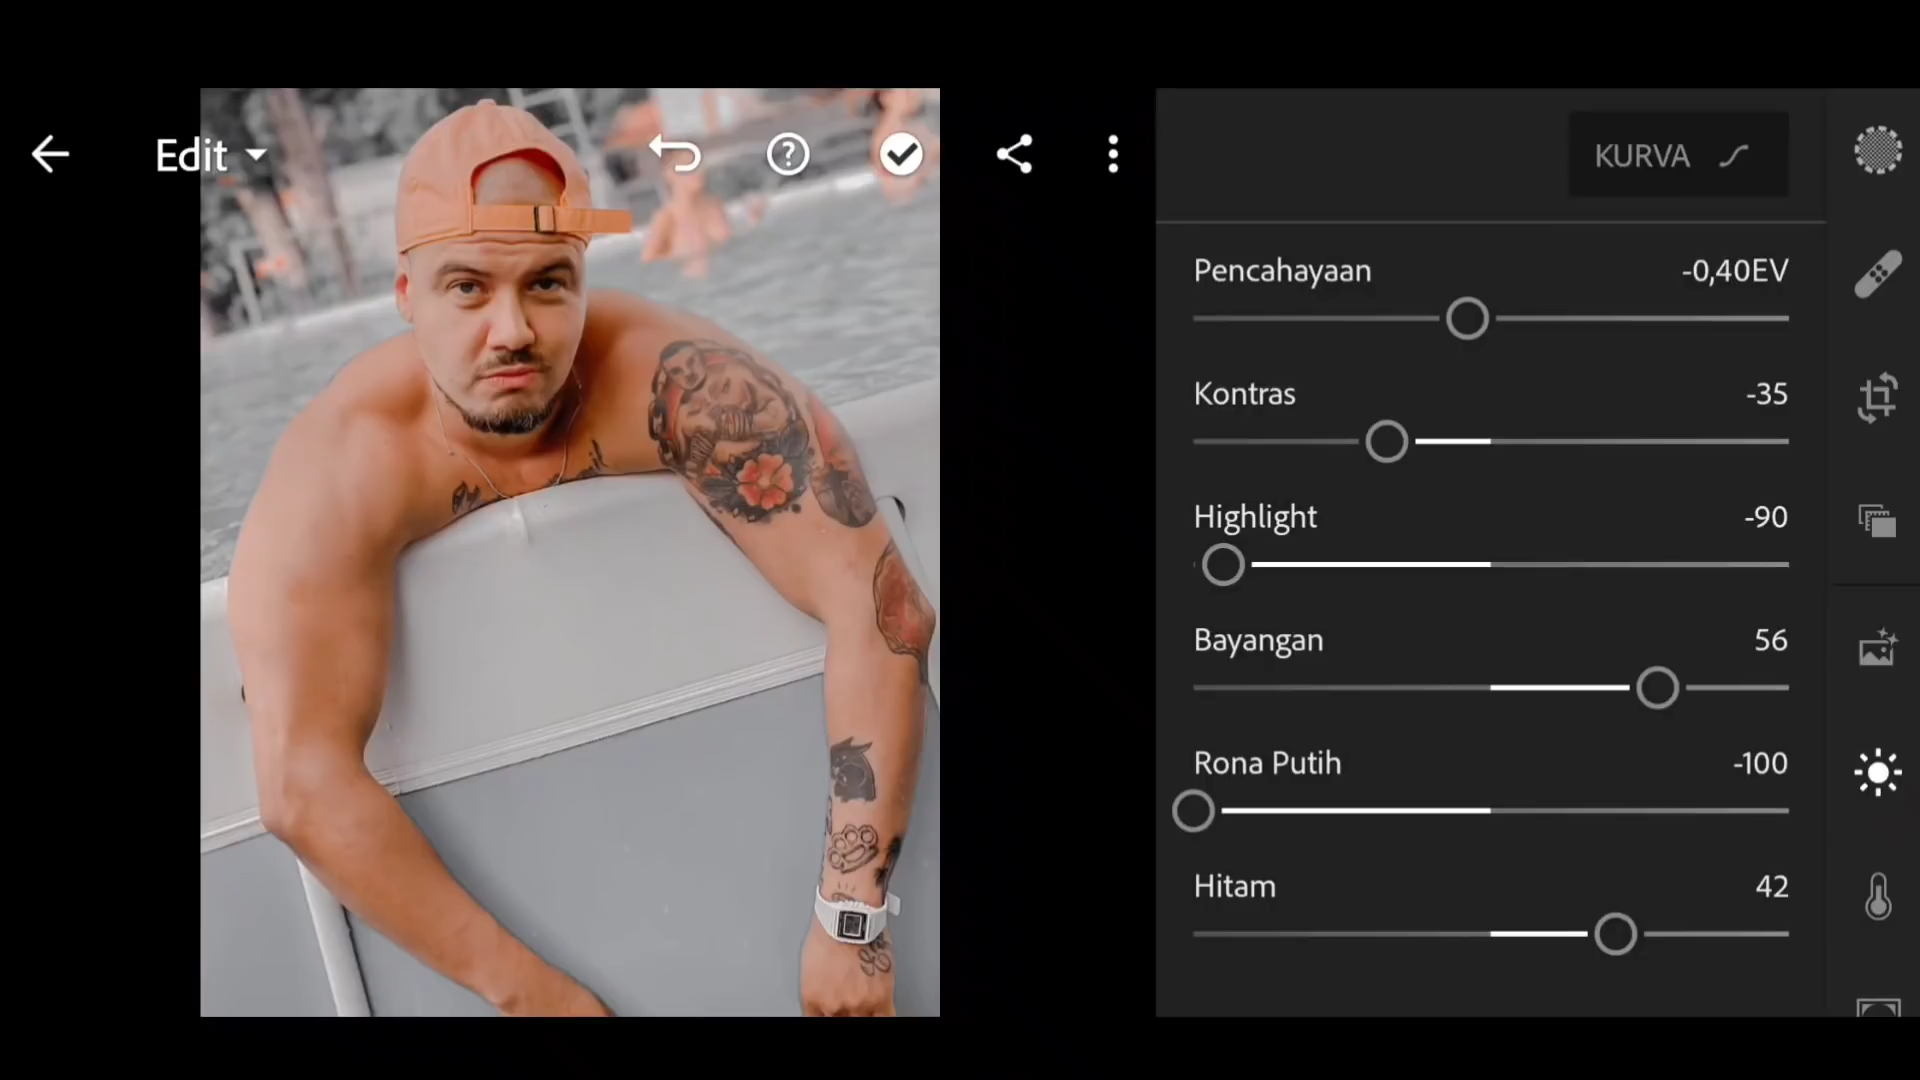 Edit
KURVA
Pencahayaan -0,40EV
Kontras -35
Highlight -90
Bayangan 56
Rona Putih -100
Hitam 42